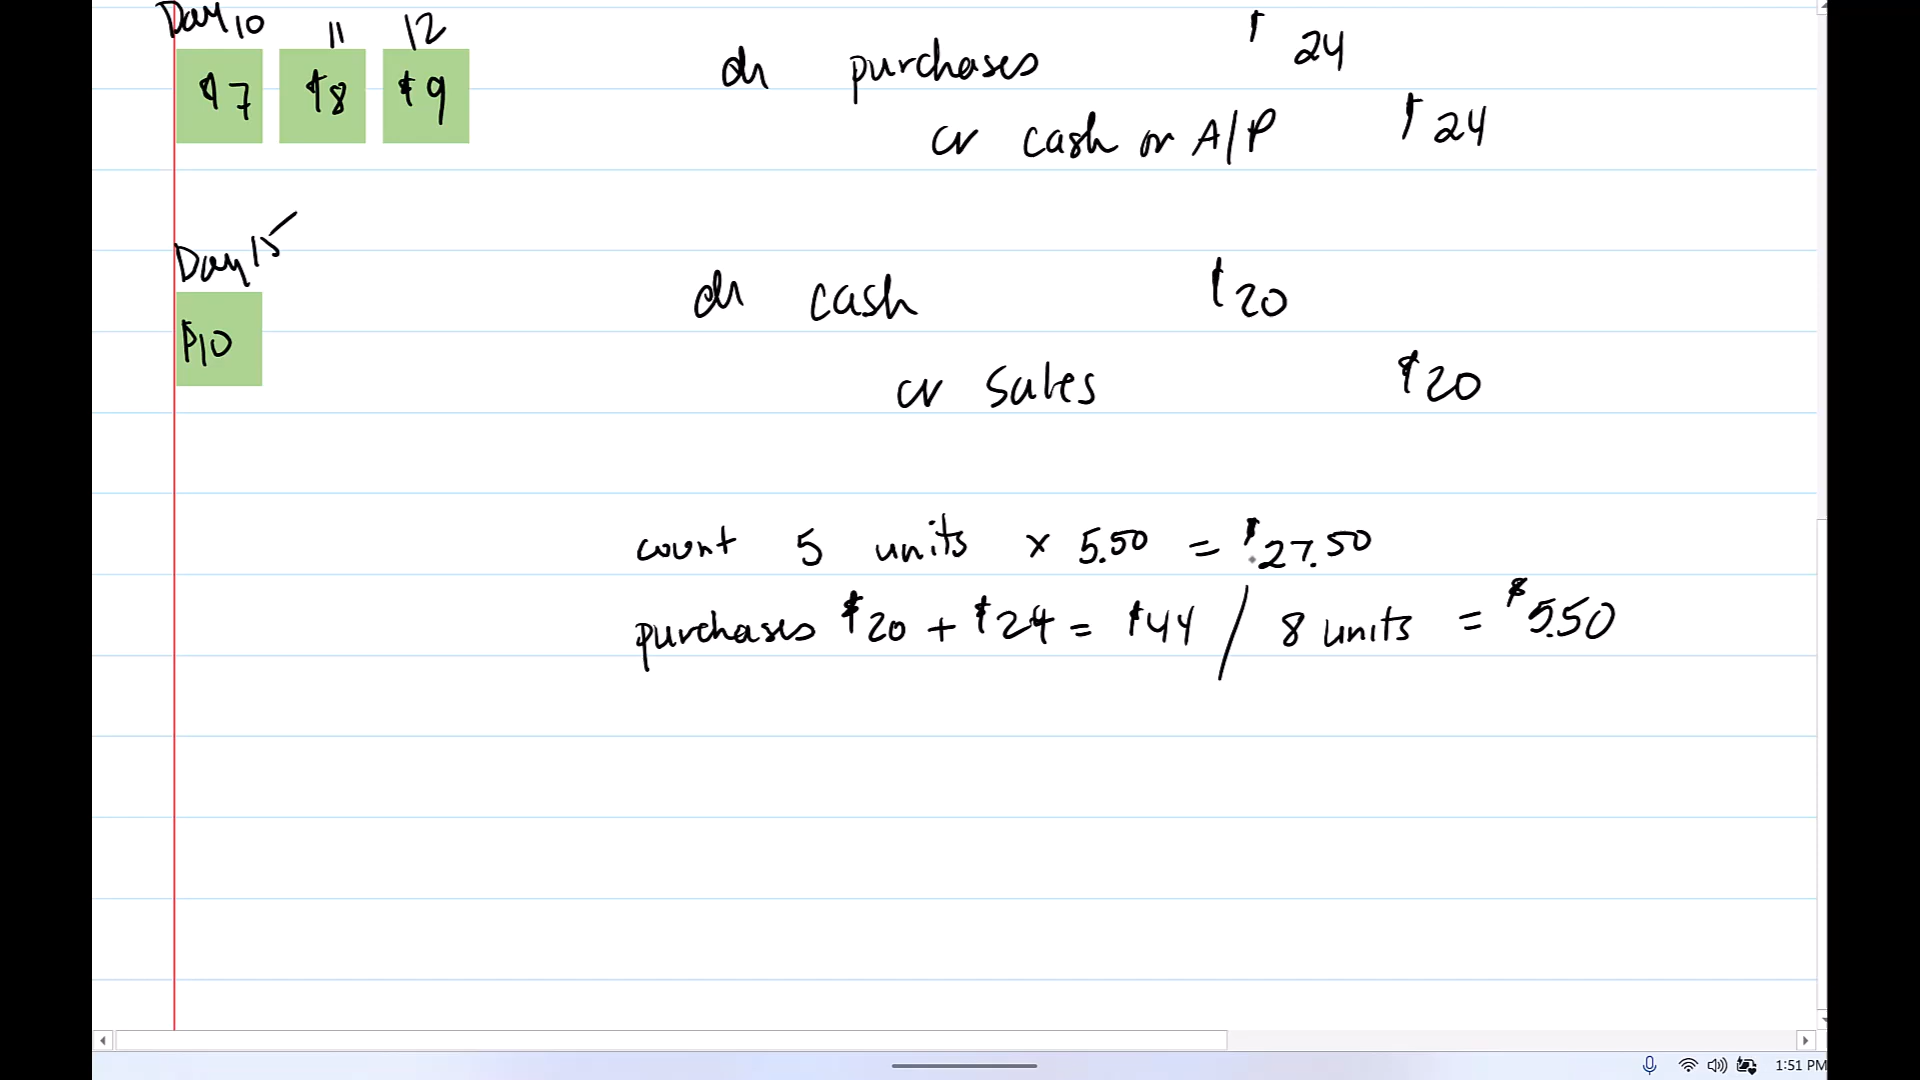 Day 10 11 12
$7 $8 $9
dr purchases $24
cr cash or A/P $24
Day 15
$10
dr cash $20
cr Sales $20
count 5 units × 5.50 = $27.50
purchases $20 + $24 = $44 / 8 units = $5.50
1:51 PM